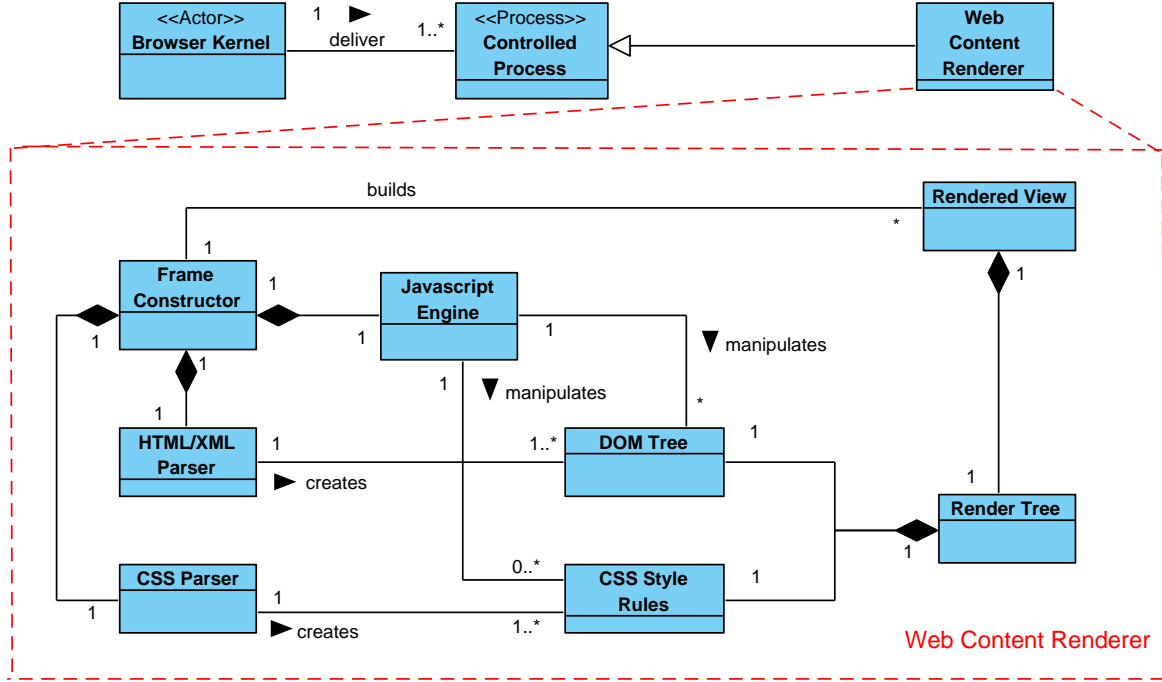 <<Actor>>
Browser Kernel
1
deliver
1..*
<<Process>>
Controlled
Process
Web
Content
Renderer
builds
*
Rendered View
1
1
Frame
Constructor
1
1
Javascript
Engine
1
1
manipulates
*
1
manipulates
1
1
1
HTML/XML
Parser
1
creates
1..*
DOM Tree
1
1
Render Tree
1
CSS Parser
1
1
creates
0..*
1..*
CSS Style
Rules
1
Web Content Renderer